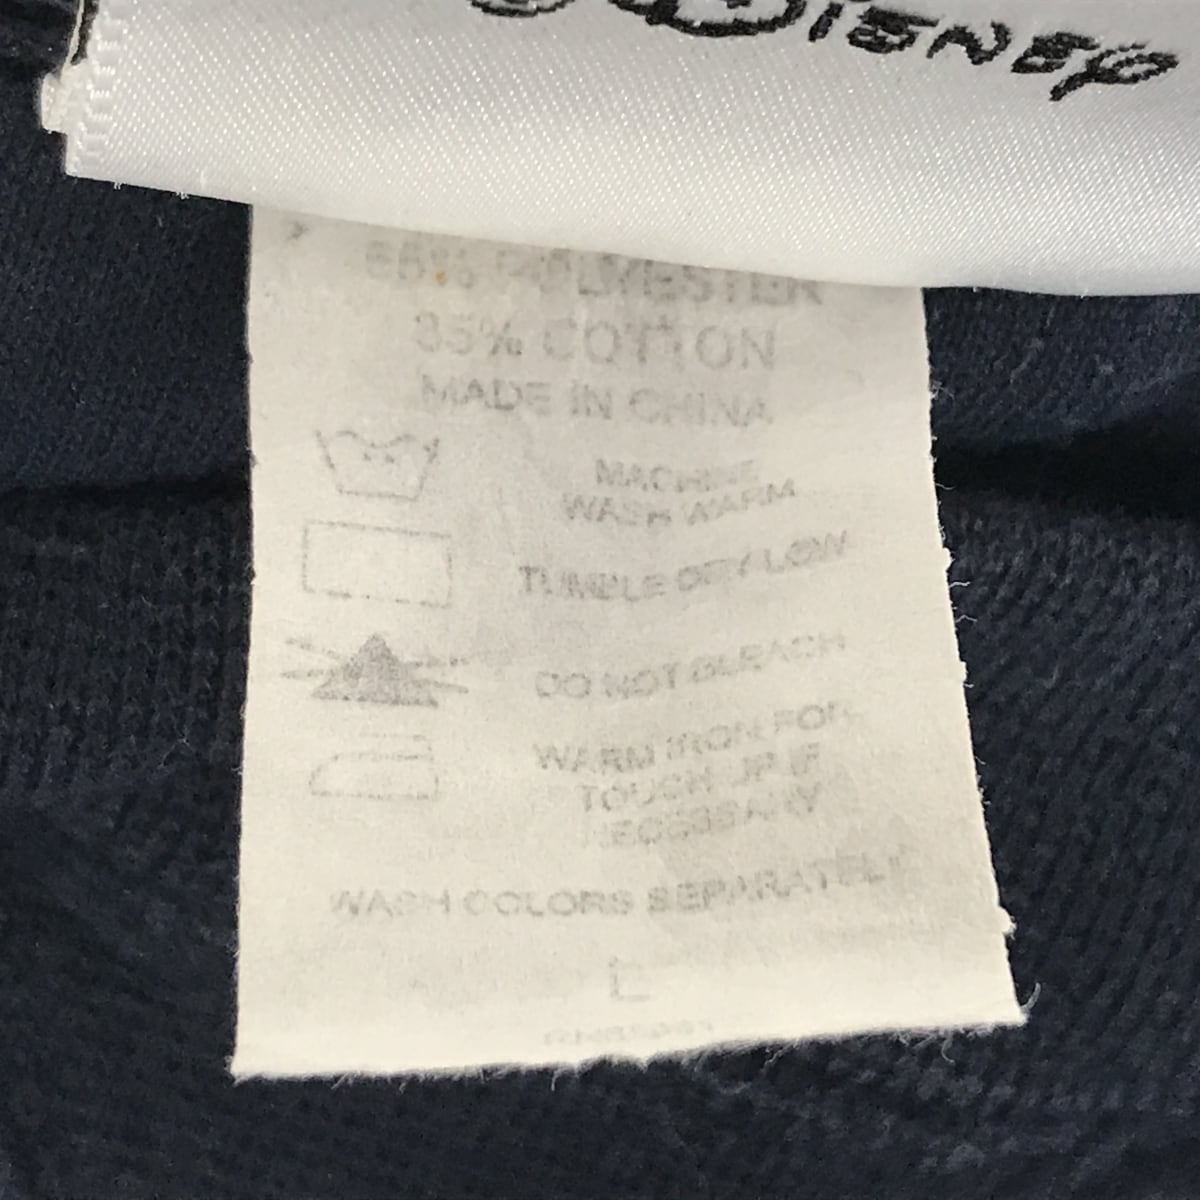 DISNEY
65% POLYESTER
35% COTTON
MADE IN CHINA
MACHINE
WASH WARM
TUMBLE DRY LOW
DO NOT BLEACH
WARM IRON FOR
TOUCH UP IF
NECESSARY
WASH COLORS SEPARATELY
L